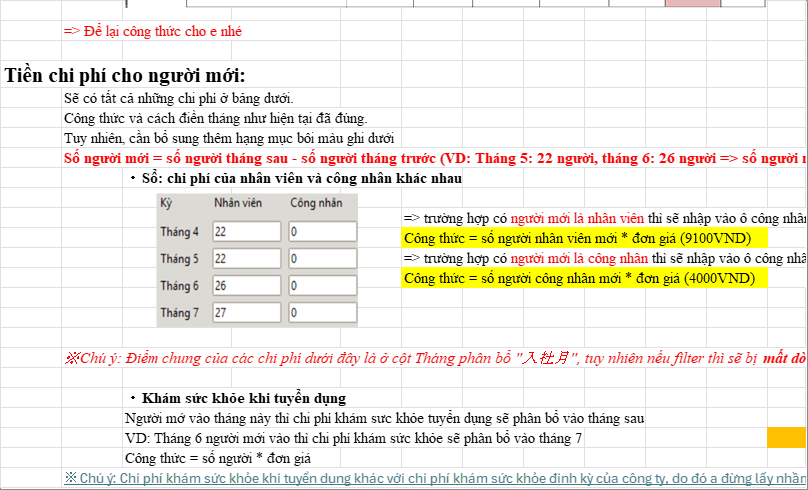 => Để lại công thức cho e nhé
Tiền chi phí cho người mới:
Sẽ có tất cả những chi phí ở bảng dưới.
Công thức và cách điền tháng như hiện tại đã đúng.
Tuy nhiên, cần bổ sung thêm hạng mục bôi màu ghi dưới
Số người mới = số người tháng sau - số người tháng trước (VD: Tháng 5: 22 người, tháng 6: 26 người => số người
• Sổ: chi phí của nhân viên và công nhân khác nhau
Kỳ Nhân viên Công nhân
Tháng 4 22 0
Tháng 5 22 0
Tháng 6 26 0
Tháng 7 27 0
=> trường hợp có người mới là nhân viên thì sẽ nhập vào ô công nhân
Công thức = số người nhân viên mới * đơn giá (9100VND)
=> trường hợp có người mới là công nhân thì sẽ nhập vào ô công nhân
Công thức = số người công nhân mới * đơn giá (4000VND)
※Chú ý: Điểm chung của các chi phí dưới đây là ở cột Tháng phân bổ "入社月", tuy nhiên nếu filter thì sẽ bị mất dò
• Khám sức khỏe khi tuyển dụng
Người mớ vào tháng này thì chi phí khám sưc khỏe tuyển dụng sẽ phân bổ vào tháng sau
VD: Tháng 6 người mới vào thì chi phí khám sức khỏe sẽ phân bổ vào tháng 7
Công thức = số người * đơn giá
※ Chú ý: Chi phí khám sức khỏe khi tuyển dung khác với chi phí khám sức khỏe định kỳ của công ty, do đó a đừng lấy nhầm